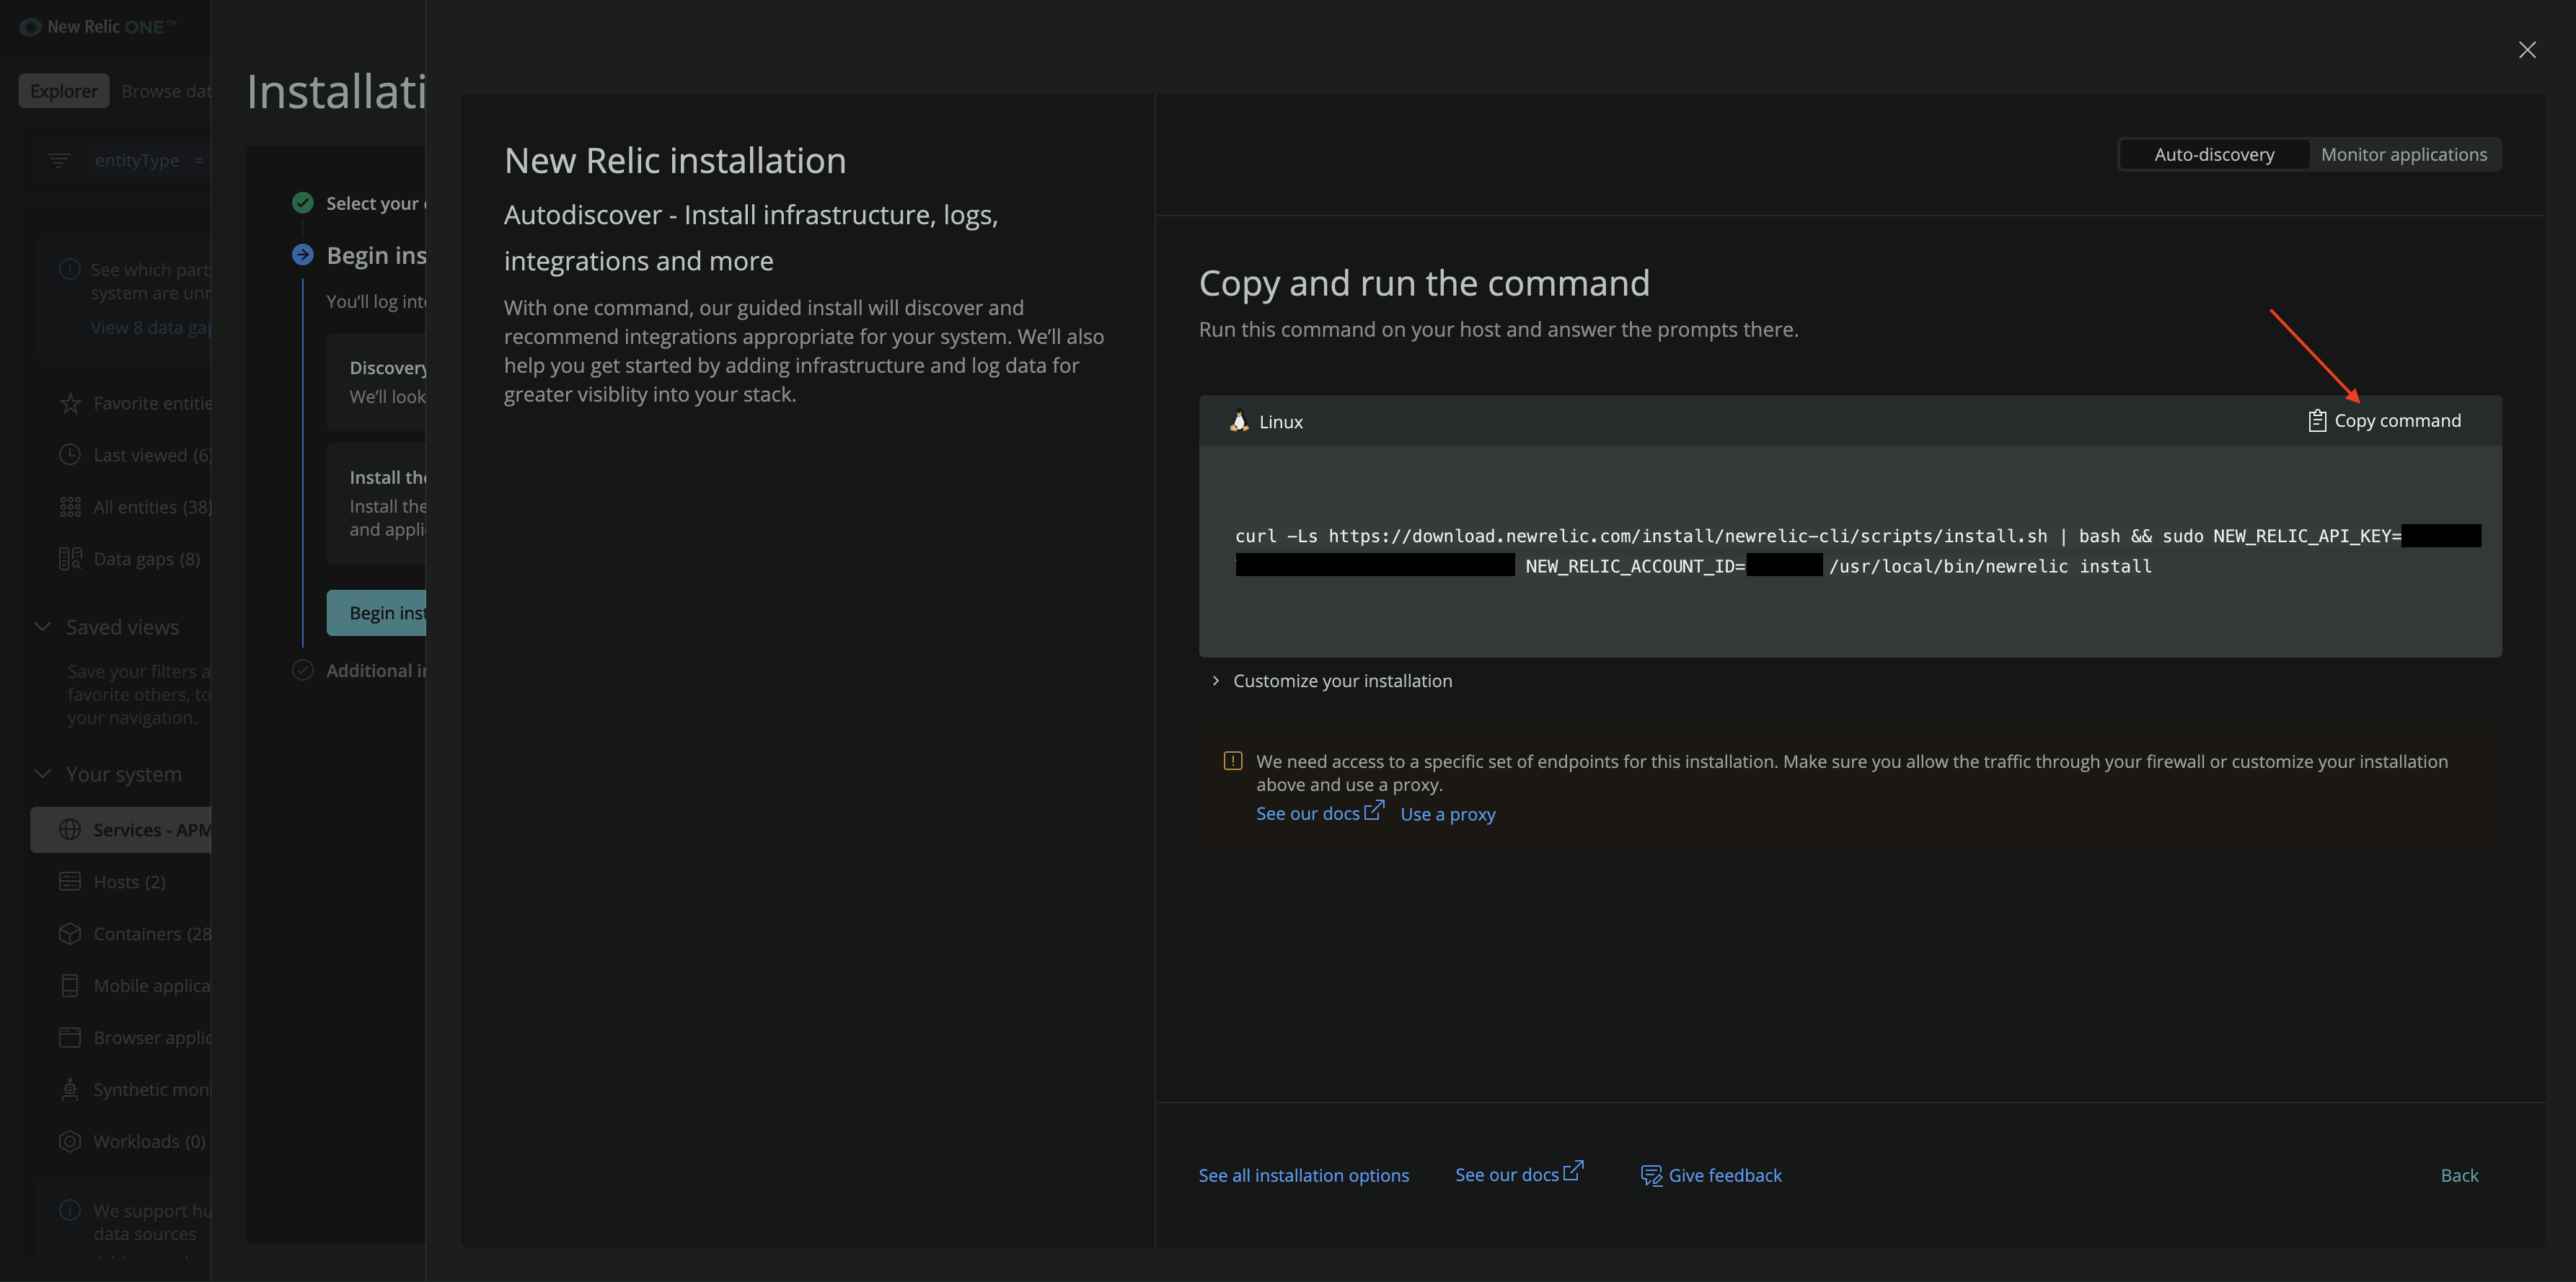 New Relic ONE™
Explorer
Browse dat
entityType =
See which parts
system are unr
View 8 data gap
Favorite entitie
Last viewed (6)
All entities (38)
Data gaps (8)
Saved views
Save your filters a
favorite others, to
your navigation.
Your system
Services - APM
Hosts (2)
Containers (28
Mobile applica
Browser applic
Synthetic moni
Workloads (0)
We support hu
data sources
Installati
Select your
Begin ins
You’ll log into
Discovery
We’ll look
Install the
Install the
and appli
Begin inst
Additional in
New Relic installation
Autodiscover - Install infrastructure, logs,
integrations and more
With one command, our guided install will discover and
recommend integrations appropriate for your system. We’ll also
help you get started by adding infrastructure and log data for
greater visiblity into your stack.
Auto-discovery
Monitor applications
Copy and run the command
Run this command on your host and answer the prompts there.
Linux
Copy command
curl -Ls https://download.newrelic.com/install/newrelic-cli/scripts/install.sh | bash && sudo NEW_RELIC_API_KEY=
NEW_RELIC_ACCOUNT_ID= /usr/local/bin/newrelic install
Customize your installation
We need access to a specific set of endpoints for this installation. Make sure you allow the traffic through your firewall or customize your installation
above and use a proxy.
See our docs Use a proxy
See all installation options
See our docs
Give feedback
Back